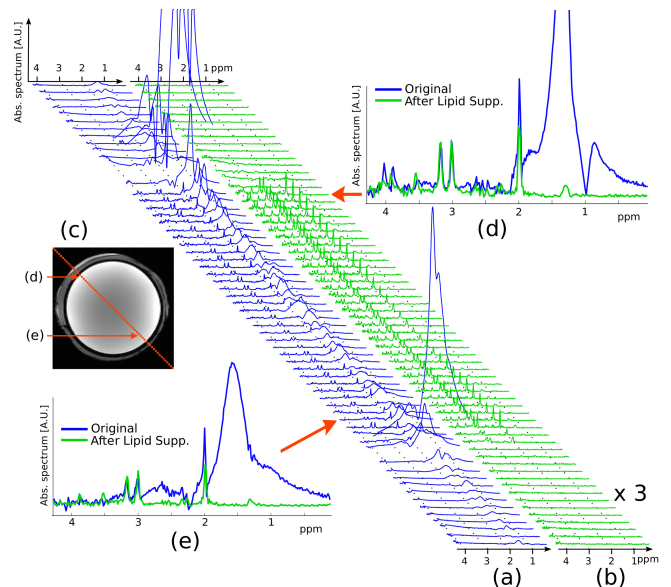 Abs. spectrum [A.U.]
4 3 2 1 4 3 2 1 ppm
Abs. spectrum [A.U.]
Original
After Lipid Supp.
4 3 2 1 ppm
(d)
(c)
(d)
(e)
Abs. spectrum [A.U.]
Original
After Lipid Supp.
4 3 2 1 ppm
(e)
x 3
4 3 2 1 4 3 2 1 ppm
(a) (b)